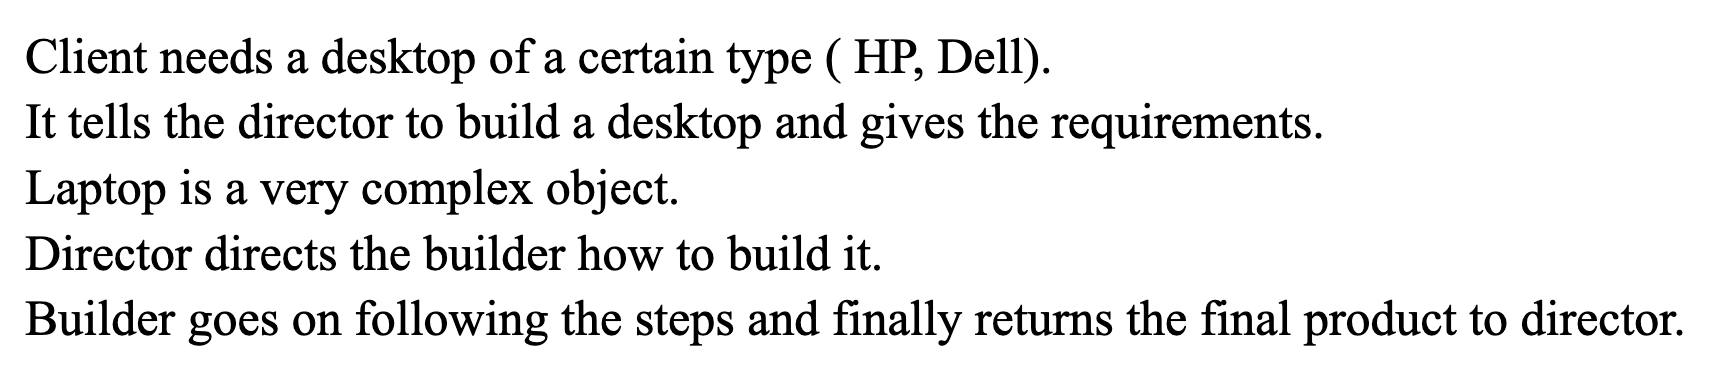 Client needs a desktop of a certain type ( HP, Dell).
It tells the director to build a desktop and gives the requirements.
Laptop is a very complex object.
Director directs the builder how to build it.
Builder goes on following the steps and finally returns the final product to director.